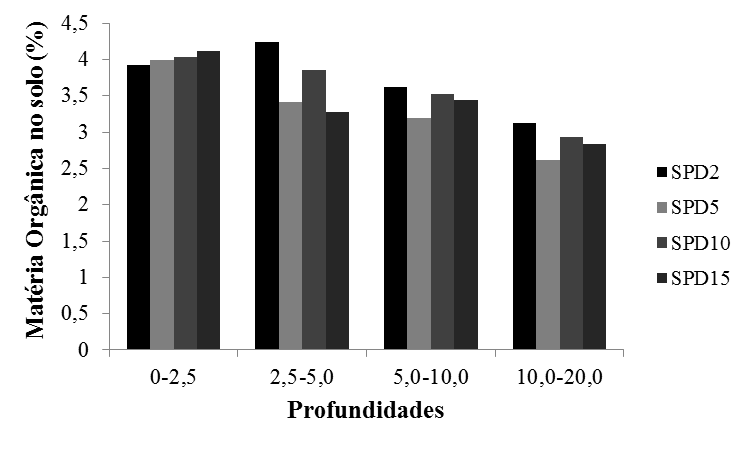 Matéria Orgânica no solo (%)
4,5
4
3,5
3
2,5
2
1,5
1
0,5
0
0-2,5 2,5-5,0 5,0-10,0 10,0-20,0
Profundidades
SPD2
SPD5
SPD10
SPD15